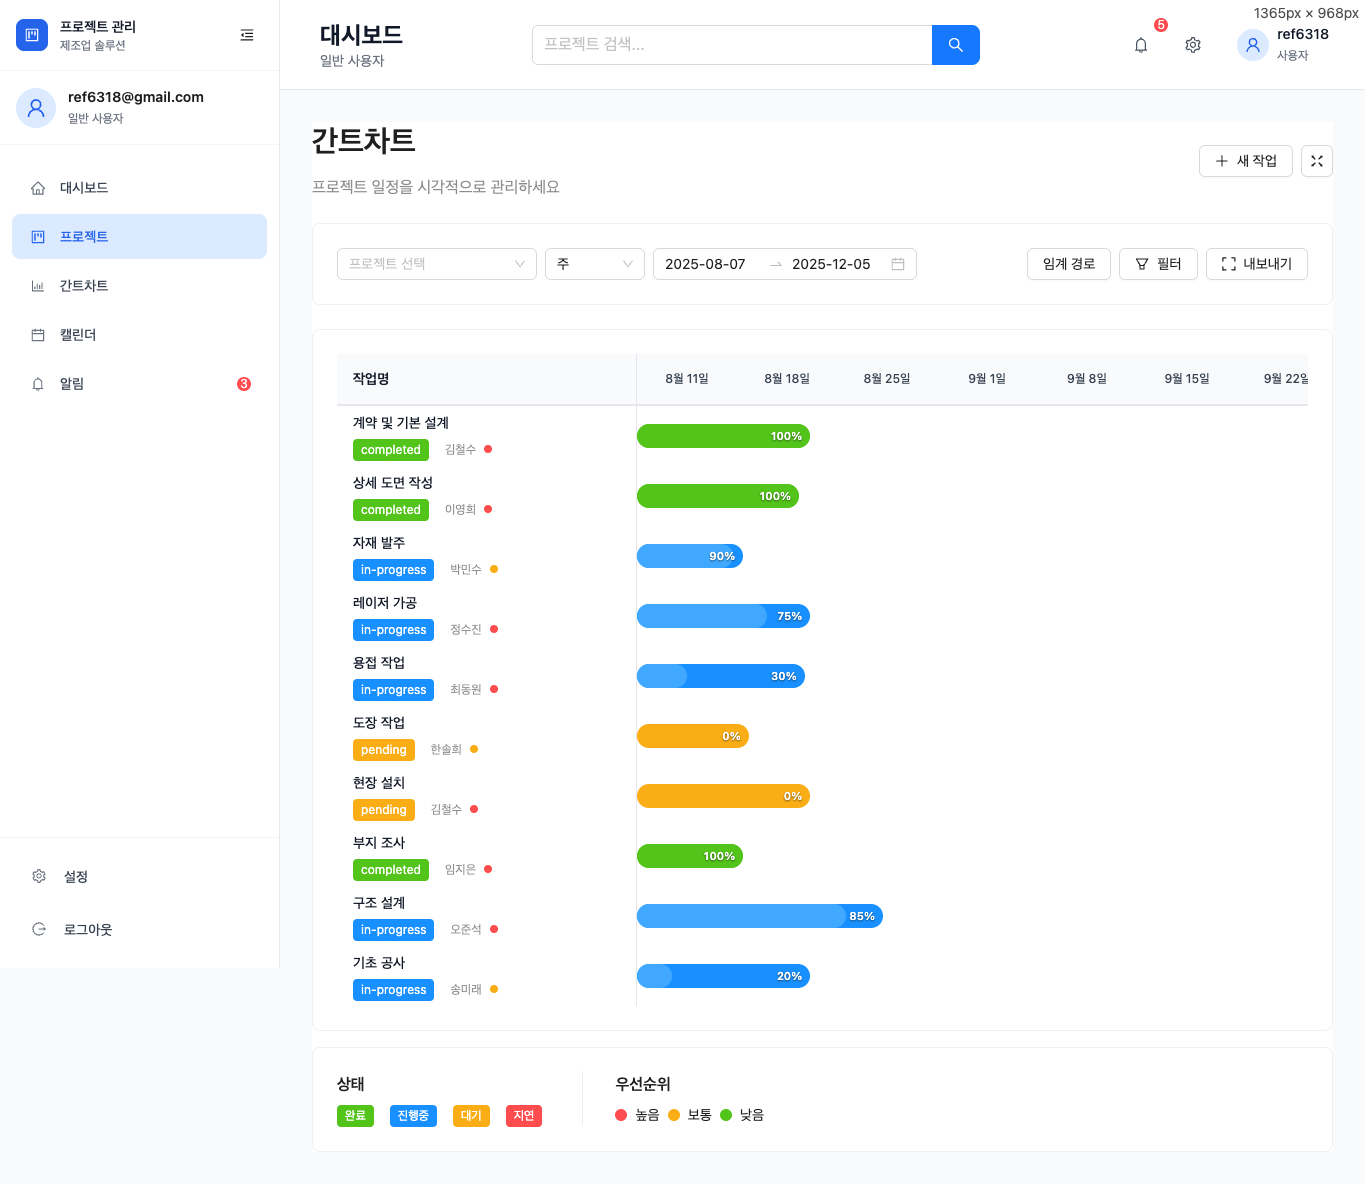 1365px × 968px
프로젝트 관리
제조업 솔루션
ref6318@gmail.com
일반 사용자
대시보드
프로젝트
간트차트
캘린더
알림 3
설정
로그아웃
대시보드
일반 사용자
프로젝트 검색...
5
ref6318
사용자
간트차트
프로젝트 일정을 시각적으로 관리하세요
새 작업
프로젝트 선택 주 2025-08-07 2025-12-05 임계 경로 필터 내보내기
작업명 8월 11일 8월 18일 8월 25일 9월 1일 9월 8일 9월 15일 9월 22일
계약 및 기본 설계
completed 김철수 100%
상세 도면 작성
completed 이영희 100%
자재 발주
in-progress 박민수 90%
레이저 가공
in-progress 정수진 75%
용접 작업
in-progress 최동원 30%
도장 작업
pending 한솔희 0%
현장 설치
pending 김철수 0%
부지 조사
completed 임지은 100%
구조 설계
in-progress 오준석 85%
기초 공사
in-progress 송미래 20%
상태
완료 진행중 대기 지연
우선순위
높음 보통 낮음